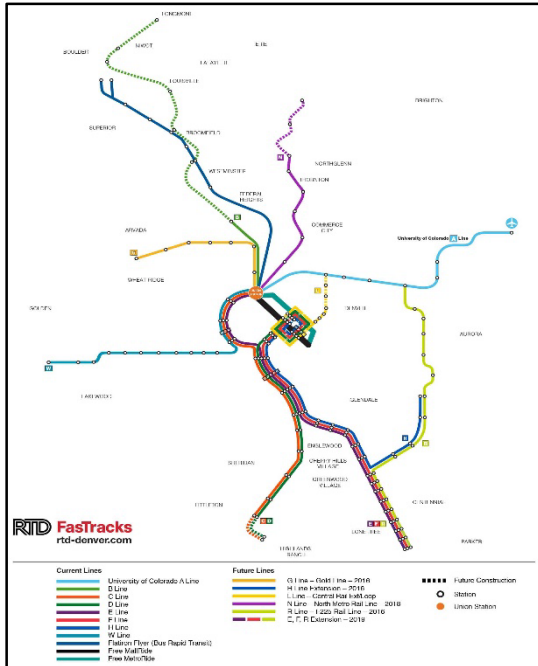 LONGMONT
NIWOT
ERIE
BOULDER
LAFAYETTE
LOUISVILLE
BRIGHTON
SUPERIOR
BROOMFIELD
NORTHGLENN
N
THORNTON
WESTMINSTER
FEDERAL
HEIGHTS
B
COMMERCE
CITY
ARVADA
University of Colorado A Line
G
WHEAT RIDGE
L
GOLDEN
DENVER
AURORA
W
LAKEWOOD
GLENDALE
H
R
ENGLEWOOD
SHERIDAN
CHERRY HILLS
VILLAGE
GREENWOOD
VILLAGE
CENTENNIAL
LITTLETON
C D
E F R
LONE TREE
HIGHLANDS
RANCH
PARKER
RTD FasTracks
rtd-denver.com
Current Lines
University of Colorado A Line
B Line
C Line
D Line
E Line
F Line
H Line
W Line
Flatiron Flyer (Bus Rapid Transit)
Free MallRide
Free MetroRide
Future Lines
G Line – Gold Line – 2016
H Line Extension – 2016
L Line – Central Rail Extension
N Line – North Metro Rail Line – 2018
R Line – I-225 Rail Line – 2016
E, F, R Extension – 2019
Future Construction
Station
Union Station